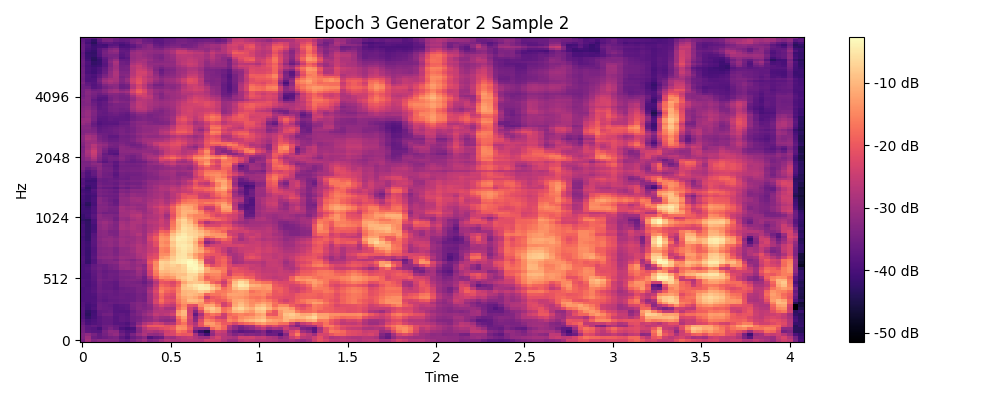 Epoch 3 Generator 2 Sample 2
Hz
4096
2048
1024
512
0
0 0.5 1 1.5 2 2.5 3 3.5 4
Time
-10 dB
-20 dB
-30 dB
-40 dB
-50 dB